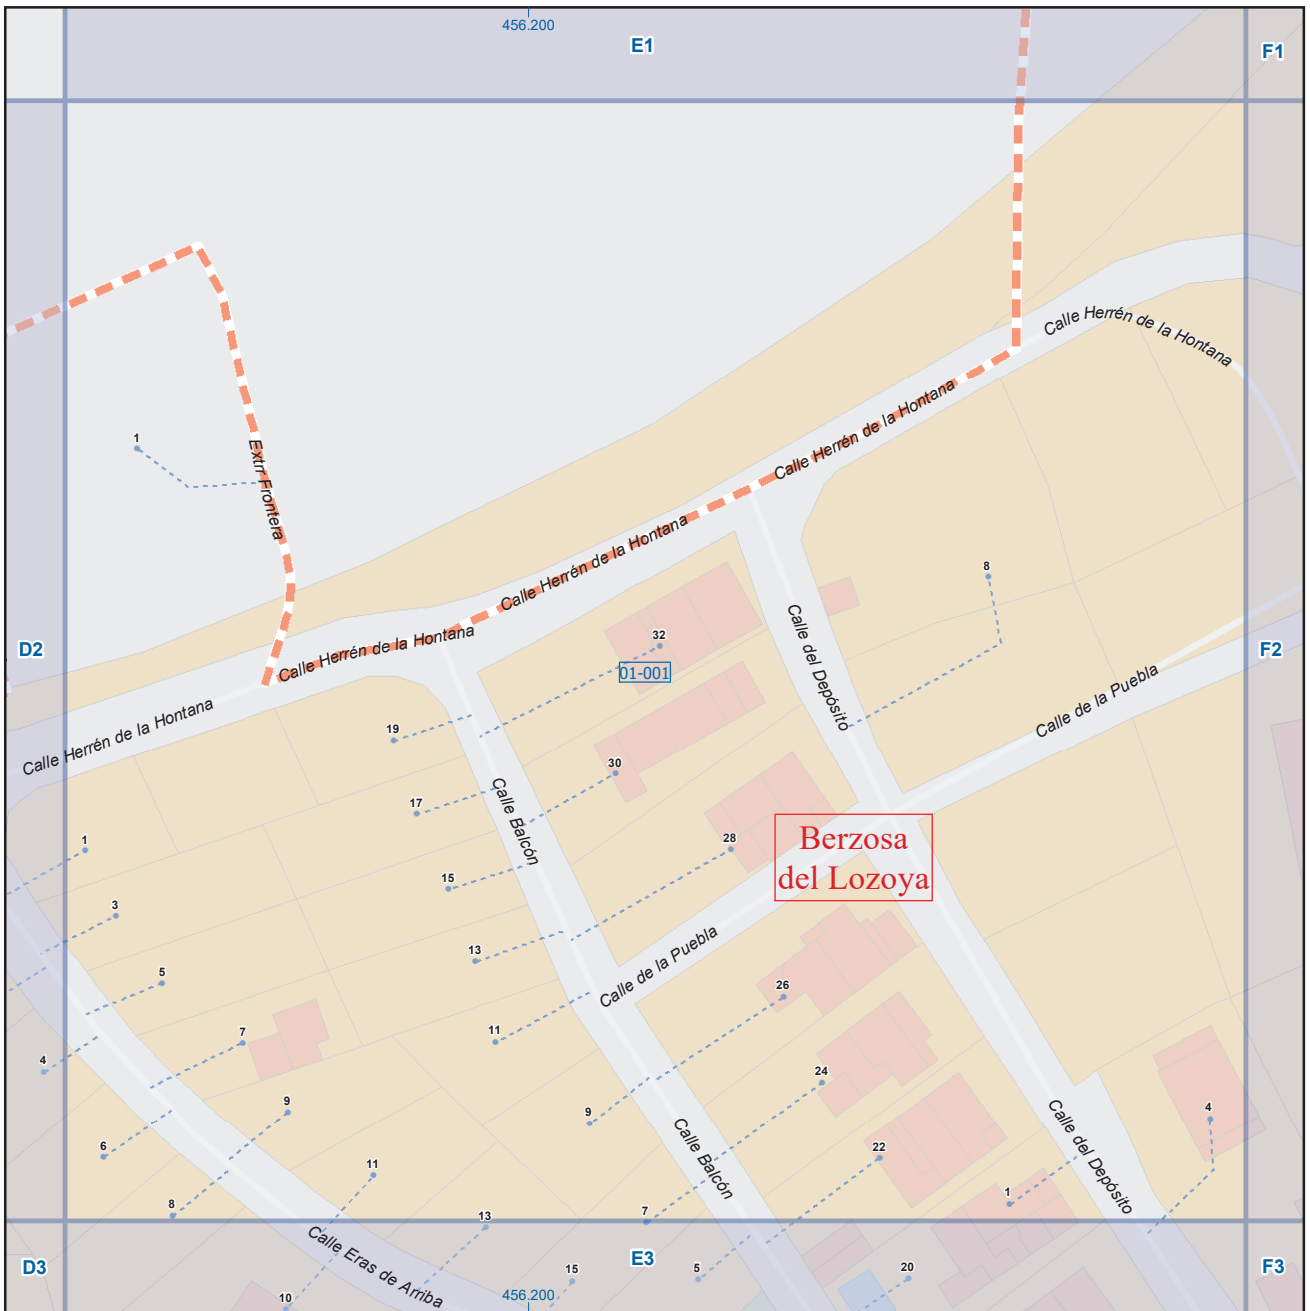 456.200
E1
F1
Calle Herrén de la Hontana
1
Extrr Frontera
Calle Herrén de la Hontana
Calle Herrén de la Hontana
8
Calle Herrén de la Hontana
32
D2
01-001
F2
Calle del Depósito
Calle de la Puebla
Calle Herrén de la Hontana
19
30
17
Calle Balcón
28
1
Berzosa
del Lozoya
15
3
13
Calle de la Puebla
5
26
11
7
4
24
9
9
4
Calle del Depósito
22
6
11
Calle Balcón
1
8
7
13
Calle Eras de Arriba
D3
E3
F3
5
15
20
10
456.200